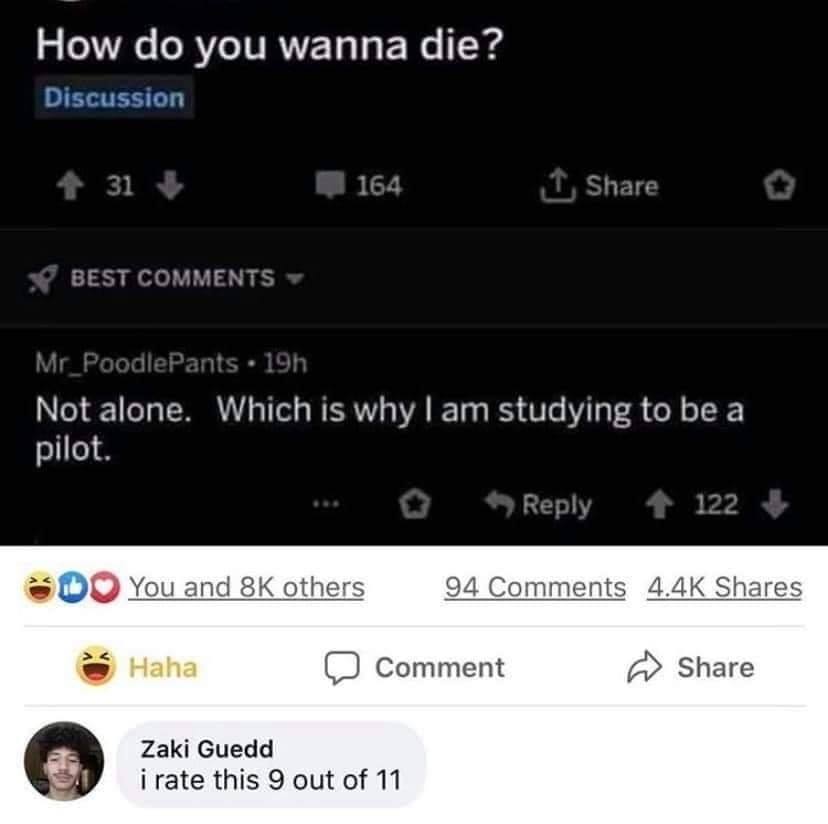 How do you wanna die?
Discussion
31 164 Share
BEST COMMENTS
Mr_PoodlePants • 19h
Not alone. Which is why I am studying to be a
pilot.
... Reply 122
You and 8K others 94 Comments 4.4K Shares
Haha Comment Share
Zaki Guedd
i rate this 9 out of 11